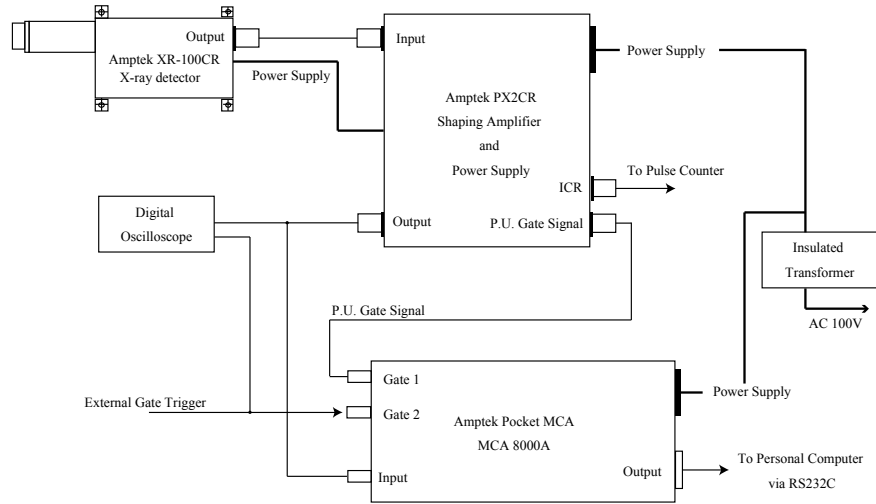 Output
Amptek XR-100CR
X-ray detector
Power Supply
Input
Amptek PX2CR
Shaping Amplifier
and
Power Supply
Power Supply
ICR
To Pulse Counter
Output
P.U. Gate Signal
Digital
Oscilloscope
Insulated
Transformer
AC 100V
P.U. Gate Signal
External Gate Trigger
Gate 1
Gate 2
Amptek Pocket MCA
MCA 8000A
Input
Output
Power Supply
To Personal Computer
via RS232C